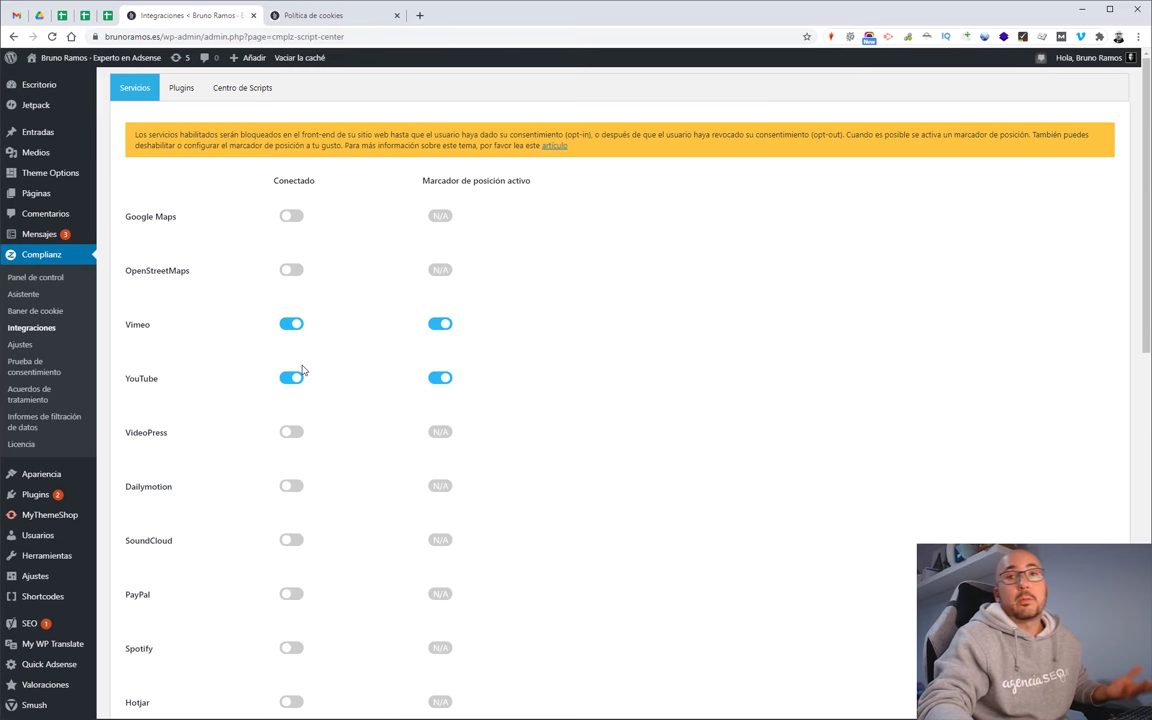 Integraciones < Bruno Ramos - E
Política de cookies
brunoramos.es/wp-admin/admin.php?page=cmplz-script-center
New
Bruno Ramos · Experto en Adsense
5
0
Añadir
Vaciar la caché
Hola, Bruno Ramos
Escritorio
Jetpack
Entradas
Medios
Theme Options
Páginas
Comentarios
Mensajes 3
Complianz
Panel de control
Asistente
Baner de cookie
Integraciones
Ajustes
Prueba de
consentimiento
Acuerdos de
tratamiento
Informes de filtración
de datos
Licencia
Apariencia
Plugins 2
MyThemeShop
Usuarios
Herramientas
Ajustes
Shortcodes
SEO 1
My WP Translate
Quick Adsense
Valoraciones
Smush
Servicios
Plugins
Centro de Scripts
Los servicios habilitados serán bloqueados en el front-end de su sitio web hasta que el usuario haya dado su consentimiento (opt-in), o después de que el usuario haya revocado su consentimiento (opt-out). Cuando es posible se activa un marcador de posición. También puedes
deshabilitar o configurar el marcador de posición a tu gusto. Para más información sobre este tema, por favor lea este artículo
Conectado
Marcador de posición activo
Google Maps
N/A
OpenStreetMaps
N/A
Vimeo
YouTube
VideoPress
N/A
Dailymotion
N/A
SoundCloud
N/A
PayPal
N/A
Spotify
N/A
Hotjar
N/A
agenciaSEO